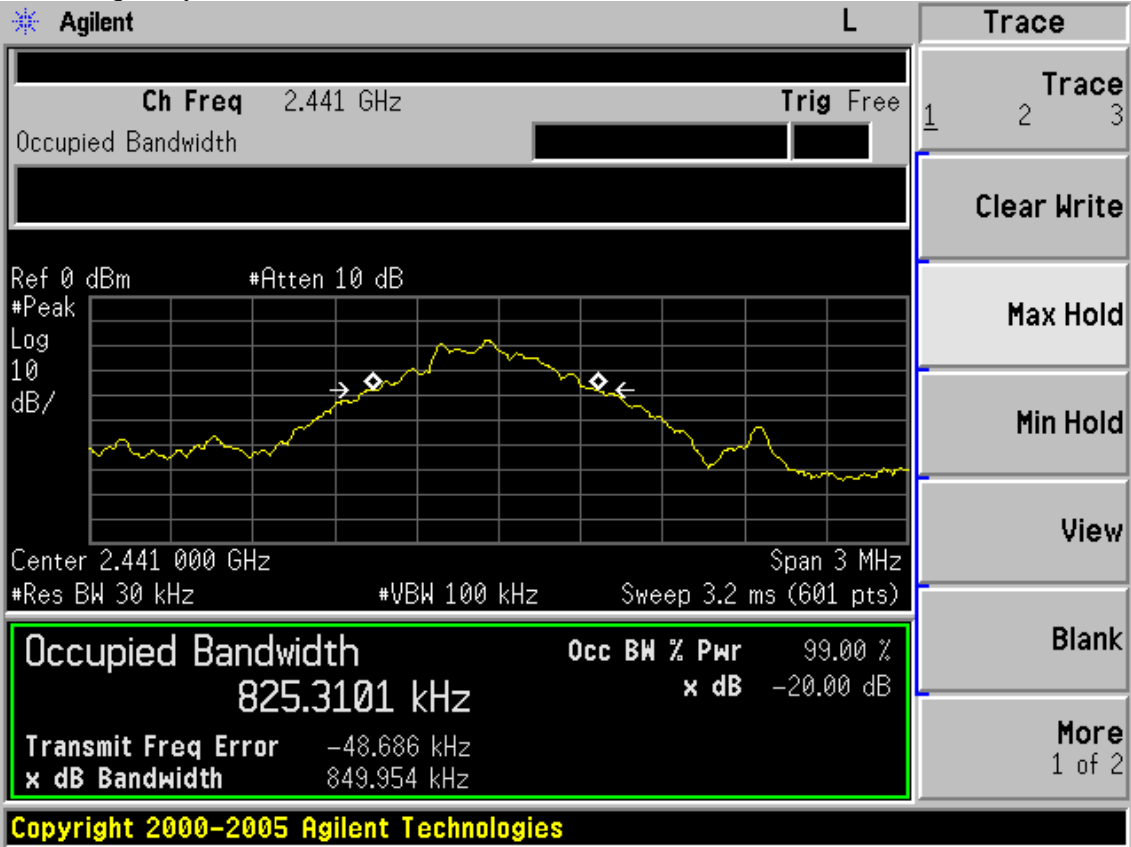 Agilent L Trace
Ch Freq 2.441 GHz Trig Free
Occupied Bandwidth
Trace
1 2 3
Clear Write
Max Hold
Min Hold
View
Blank
More
1 of 2
Ref 0 dBm #Atten 10 dB
#Peak
Log
10
dB/
Center 2.441 000 GHz Span 3 MHz
#Res BW 30 kHz #VBW 100 kHz Sweep 3.2 ms (601 pts)
Occupied Bandwidth Occ BW % Pwr 99.00 %
825.3101 kHz x dB -20.00 dB
Transmit Freq Error -48.686 kHz
x dB Bandwidth 849.954 kHz
Copyright 2000-2005 Agilent Technologies